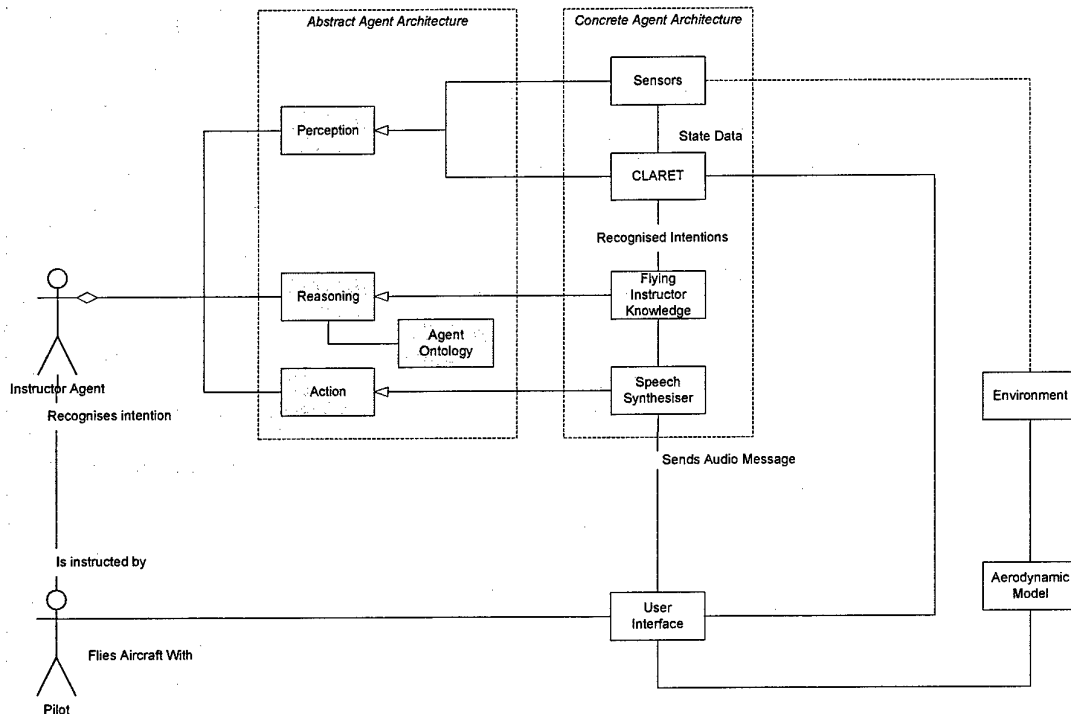 Abstract Agent Architecture
Concrete Agent Architecture
Sensors
Perception
State Data
CLARET
Recognised Intentions
Reasoning
Flying
Instructor
Knowledge
Agent
Ontology
Instructor Agent
Action
Speech
Synthesiser
Environment
Recognises intention
Sends Audio Message
Is instructed by
Aerodynamic
Model
User
Interface
Flies Aircraft With
Pilot